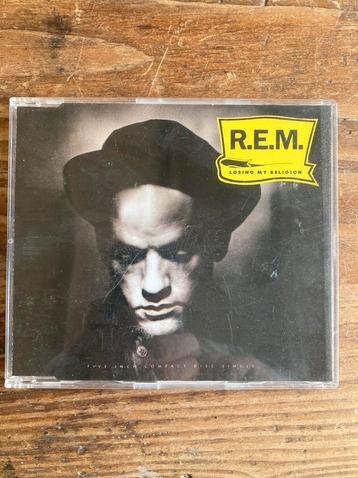 R.E.M.
LOSING MY RELIGION
FIVE INCH COMPACT DISC SINGLE